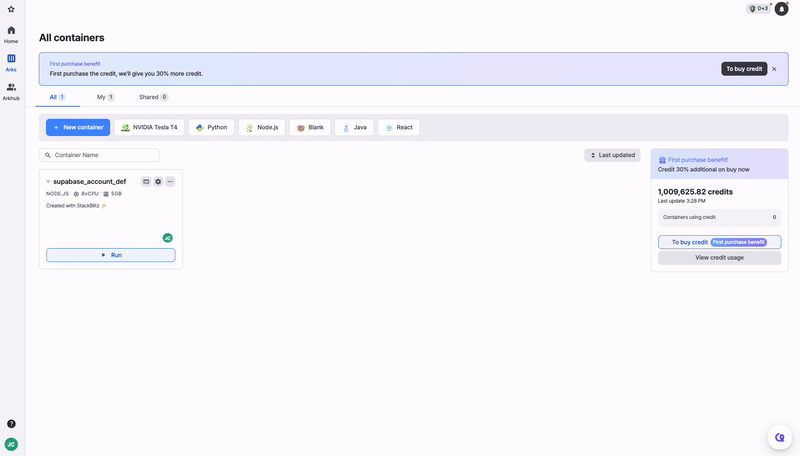 D+3
Home
Arks
Arkhub
All containers
First purchase benefit
First purchase the credit, we'll give you 30% more credit.
To buy credit
All 1
My 1
Shared 0
New container
NVIDIA Tesla T4
Python
Node.js
Blank
Java
React
Container Name
Last updated
supabase_account_def
NODE.JS 8vCPU 5GB
Created with StackBlitz ⚡
JC
Run
First purchase benefit!
Credit 30% additional on buy now
1,009,625.82 credits
Last update 3:28 PM
Containers using credit 0
To buy credit First purchase benefit
View credit usage
?
JC